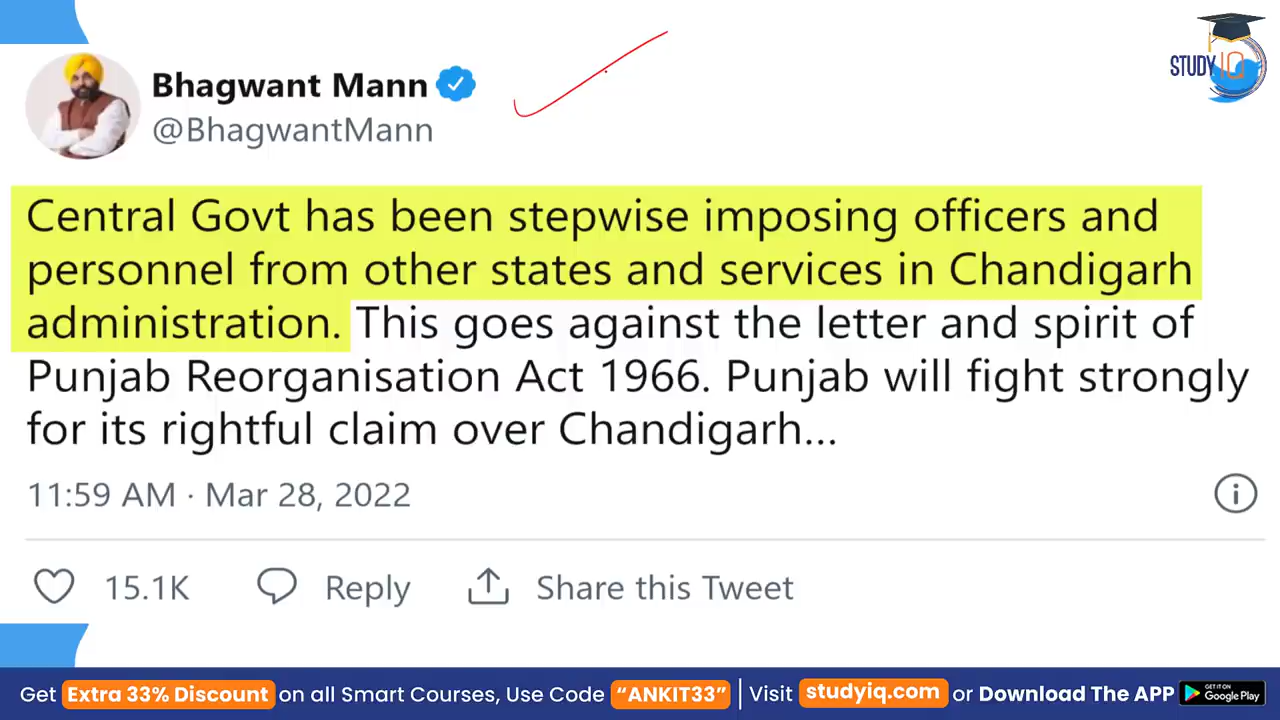 STUDY IQ
Bhagwant Mann
@BhagwantMann
Central Govt has been stepwise imposing officers and
personnel from other states and services in Chandigarh
administration. This goes against the letter and spirit of
Punjab Reorganisation Act 1966. Punjab will fight strongly
for its rightful claim over Chandigarh...
11:59 AM · Mar 28, 2022
15.1K Reply Share this Tweet
Get Extra 33% Discount on all Smart Courses, Use Code "ANKIT33" | Visit studyiq.com or Download The APP GET IT ON Google Play